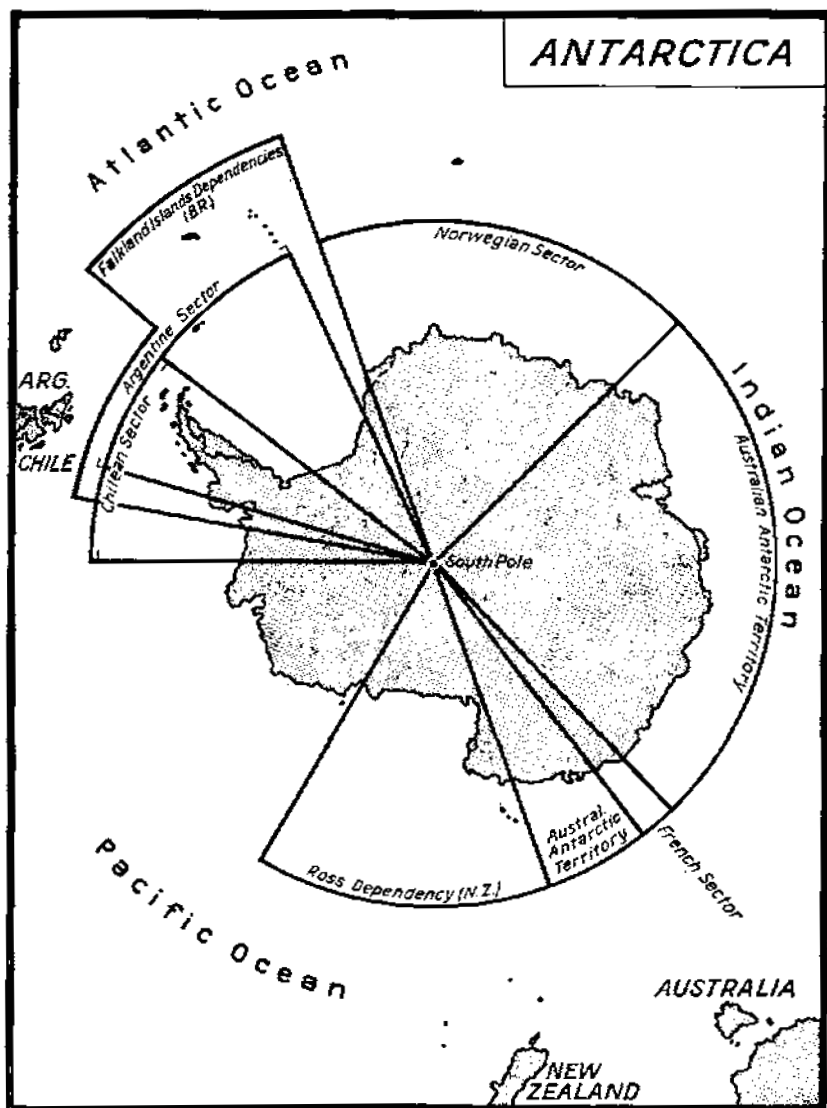 ANTARCTICA
Atlantic Ocean
Falkland Islands Dependencies
(BR)
Norwegian Sector
Argentine Sector
ARG.
Chilean Sector
CHILE
Indian Ocean
Australian Antarctic Territory
South Pole
Austral.
Antarctic
Territory
French Sector
Ross Dependency (N.Z.)
Pacific Ocean
AUSTRALIA
NEW
ZEALAND